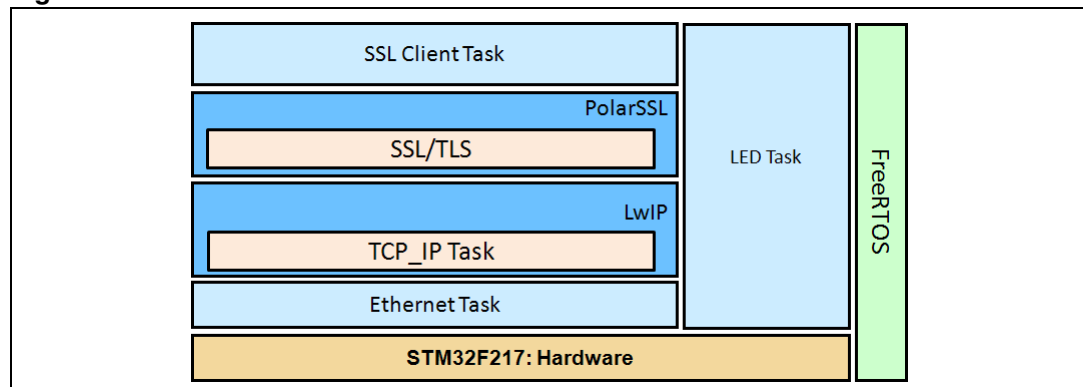 SSL Client Task
PolarSSL
SSL/TLS
LwIP
TCP_IP Task
Ethernet Task
LED Task
FreeRTOS
STM32F217: Hardware